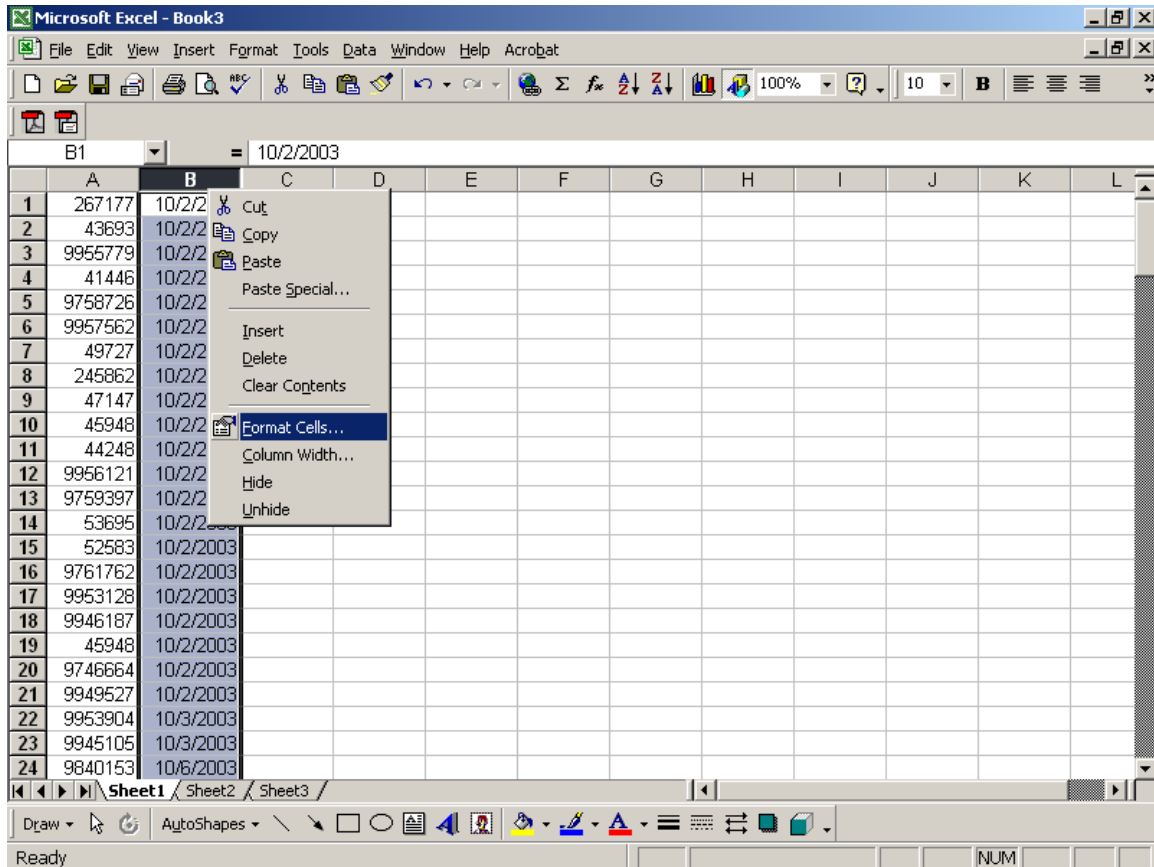 Microsoft Excel - Book3
File Edit View Insert Format Tools Data Window Help Acrobat
ABC Σ fx A Z Z A 100% ? 10 B »
B1 = 10/2/2003
A B C D E F G H I J K L
1 267177 10/2/2
2 43693 10/2/2
3 9955779 10/2/2
4 41446 10/2/2
5 9758726 10/2/2
6 9957562 10/2/2
7 49727 10/2/2
8 245862 10/2/2
9 47147 10/2/2
10 45948 10/2/2
11 44248 10/2/2
12 9956121 10/2/2
13 9759397 10/2/2
14 53695 10/2/2003
15 52583 10/2/2003
16 9761762 10/2/2003
17 9953128 10/2/2003
18 9946187 10/2/2003
19 45948 10/2/2003
20 9746664 10/2/2003
21 9949527 10/2/2003
22 9953904 10/3/2003
23 9945105 10/3/2003
24 9840153 10/6/2003
Cut
Copy
Paste
Paste Special...
Insert
Delete
Clear Contents
Format Cells...
Column Width...
Hide
Unhide
Sheet1 Sheet2 Sheet3
Draw AutoShapes A A
Ready NUM